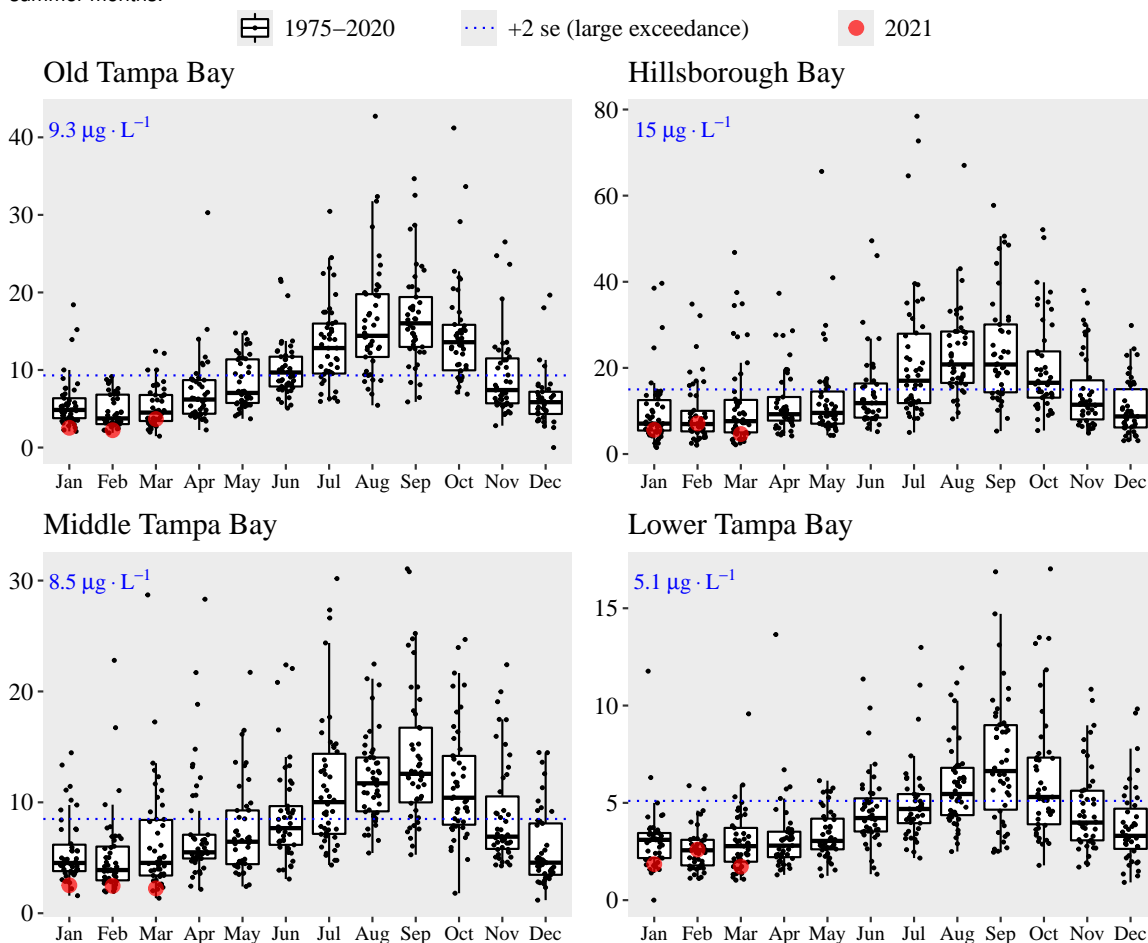 summer months.
1975−2020 +2 se (large exceedance) 2021
Old Tampa Bay
9.3 μg · L−1
40
30
20
10
0
Jan Feb Mar Apr May Jun Jul Aug Sep Oct Nov Dec
Hillsborough Bay
15 μg · L−1
80
60
40
20
0
Jan Feb Mar Apr May Jun Jul Aug Sep Oct Nov Dec
Middle Tampa Bay
8.5 μg · L−1
30
20
10
0
Jan Feb Mar Apr May Jun Jul Aug Sep Oct Nov Dec
Lower Tampa Bay
5.1 μg · L−1
15
10
5
0
Jan Feb Mar Apr May Jun Jul Aug Sep Oct Nov Dec